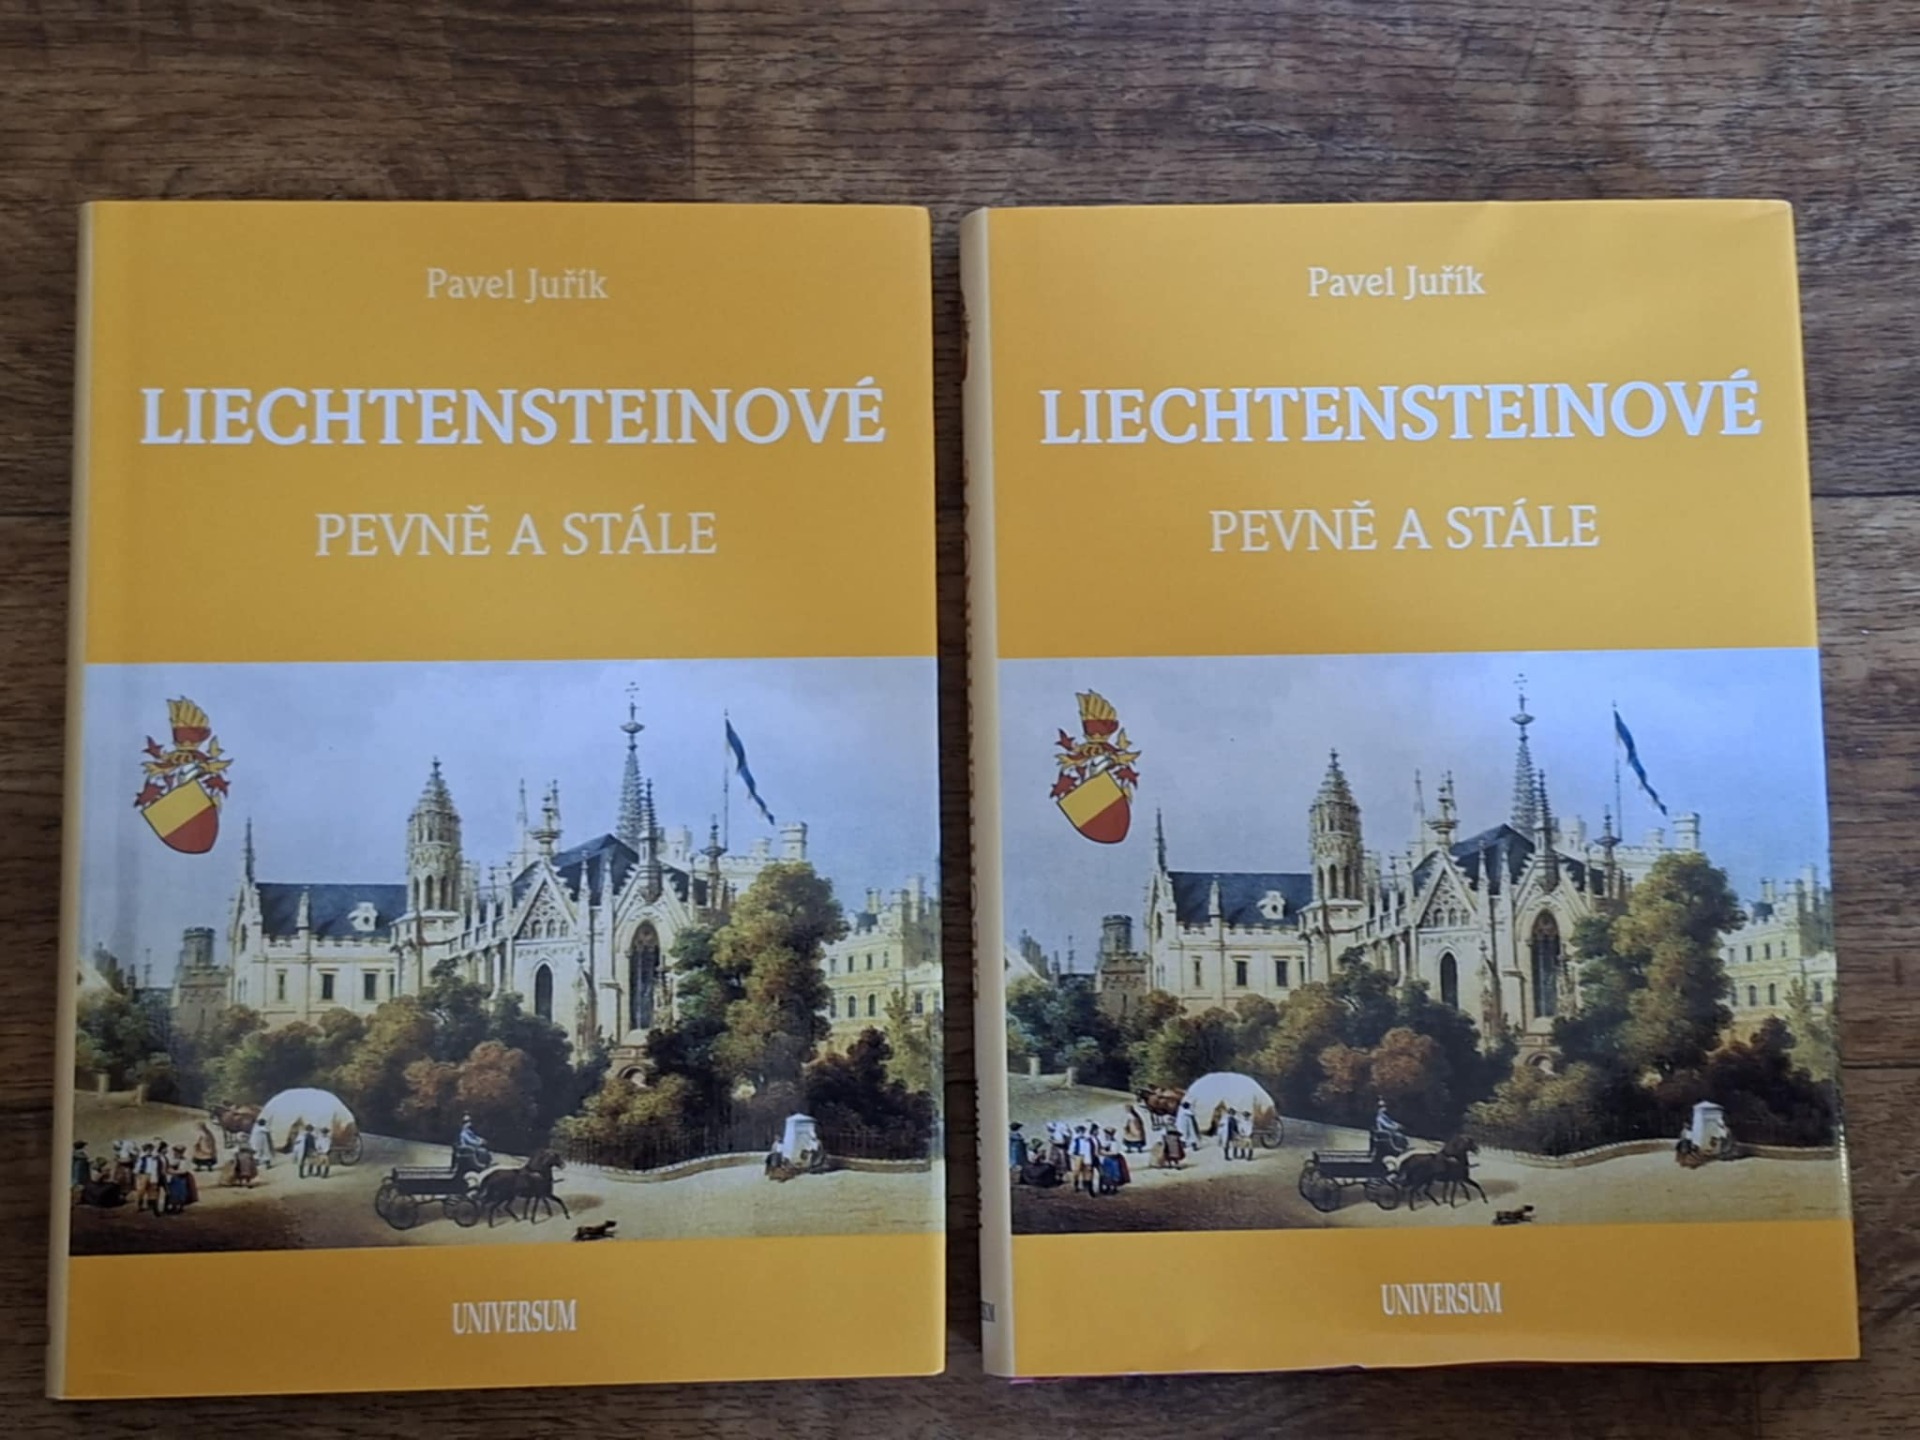 Pavel Juřík
LIECHTENSTEINOVÉ
PEVNĚ A STÁLE
UNIVERSUM
Pavel Juřík
LIECHTENSTEINOVÉ
PEVNĚ A STÁLE
UNIVERSUM